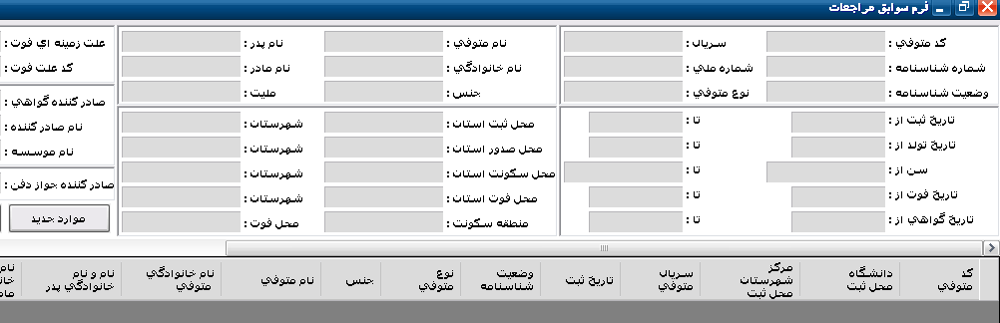 فرم سوابق مراجعات
کد متوفي :
سريال :
شماره شناسنامه :
شماره ملي :
وضعيت شناسنامه :
نوع متوفي :
نام متوفي :
نام پدر :
نام خانوادگي :
نام مادر :
جنس :
مليت :
علت زمينه اي فوت :
کد علت فوت :
تاريخ ثبت از :
تا :
تاريخ تولد از :
تا :
سن از :
تا :
تاريخ فوت از :
تا :
تاريخ گواهي از :
تا :
محل ثبت استان :
شهرستان :
محل صدور استان :
شهرستان :
محل سکونت استان :
شهرستان :
محل فوت استان :
شهرستان :
منطقه سکونت :
محل فوت :
صادر کننده گواهي :
نام صادر کننده :
نام موسسه :
صادر کننده جواز دفن :
موارد جديد
کد
متوفي
دانشگاه
محل ثبت
مرکز
شهرستان
محل ثبت
سريال
متوفي
تاريخ ثبت
وضعيت
شناسنامه
نوع
متوفي
جنس
نام متوفي
نام خانوادگي
متوفي
نام و نام
خانوادگي پدر
نام